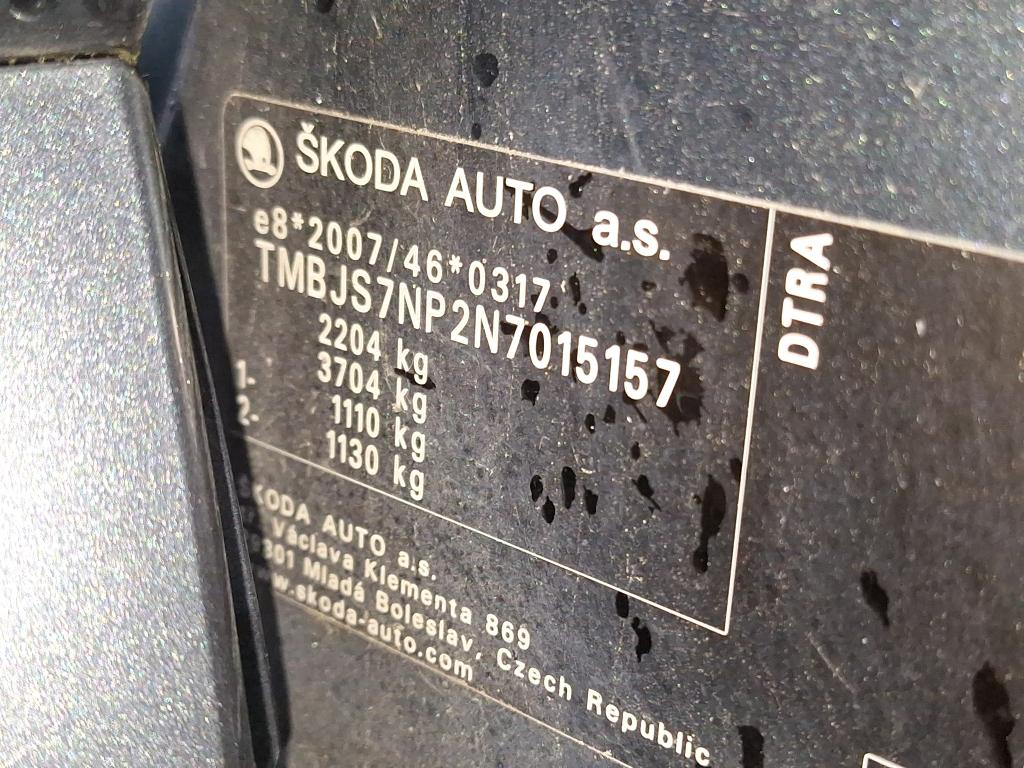 ŠKODA AUTO a.s.
e8*2007/46*0317
TMBJS7NP2N7015157
2204 kg
3704 kg
1- 1110 kg
2- 1130 kg
DTRA
ŠKODA AUTO a.s.
Václava Klementa 869
Mladá Boleslav, Czech Republic
www.skoda-auto.com